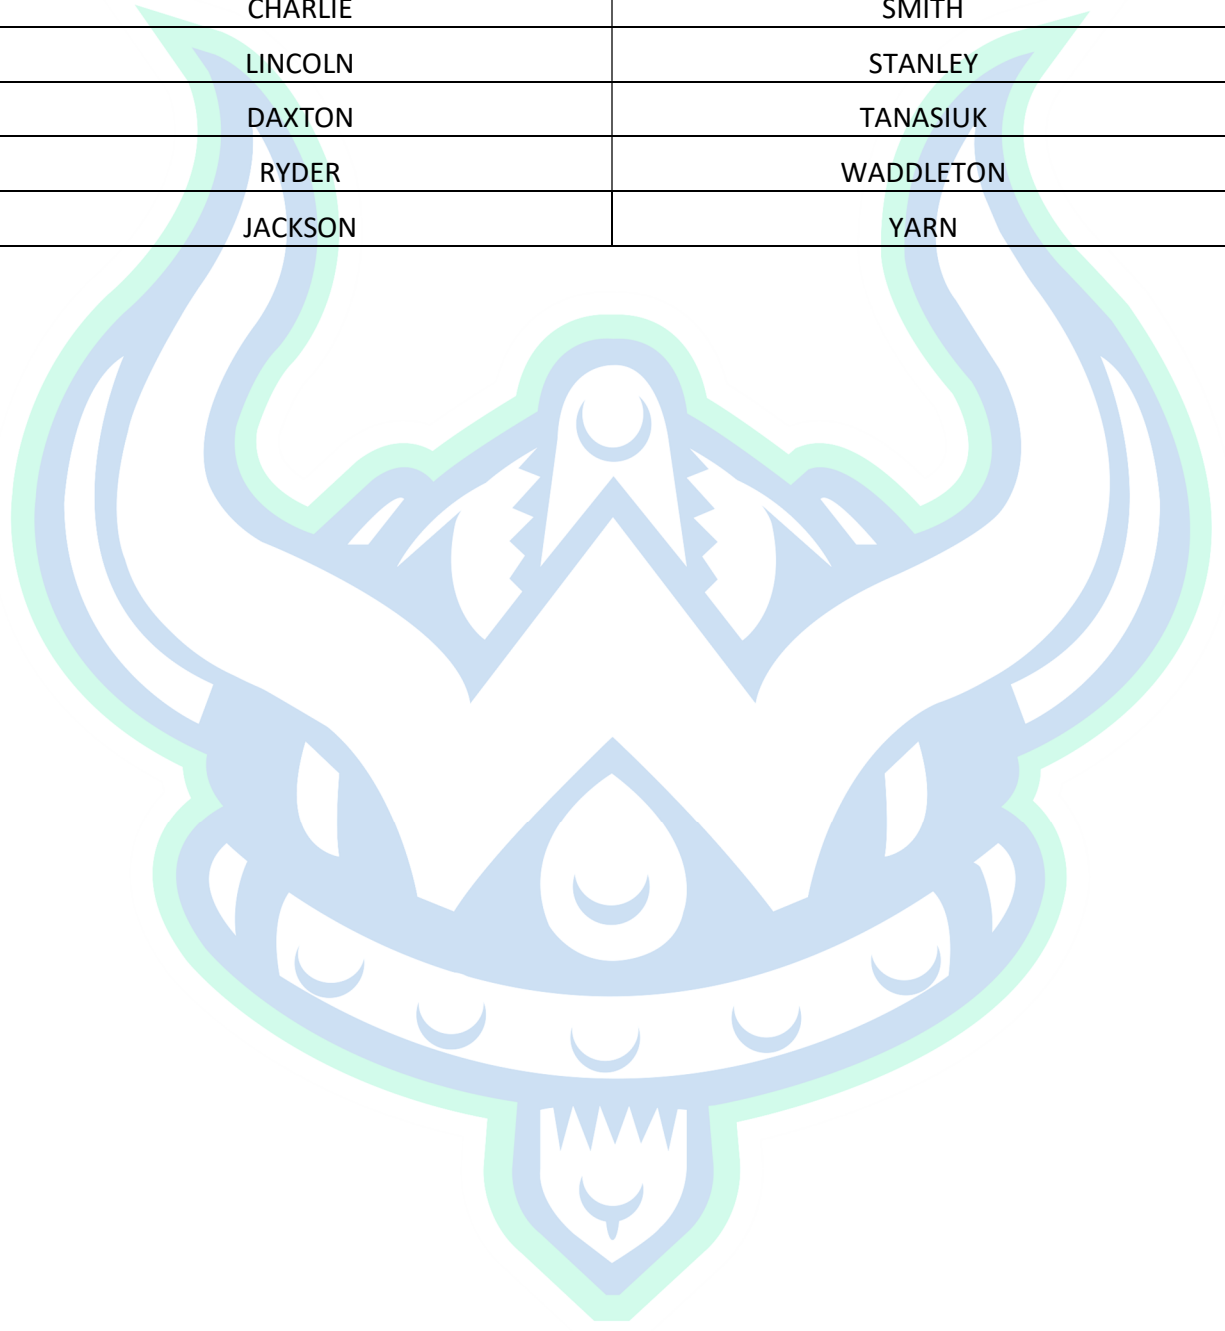 CHARLIE SMITH
LINCOLN STANLEY
DAXTON TANASIUK
RYDER WADDLETON
JACKSON YARN